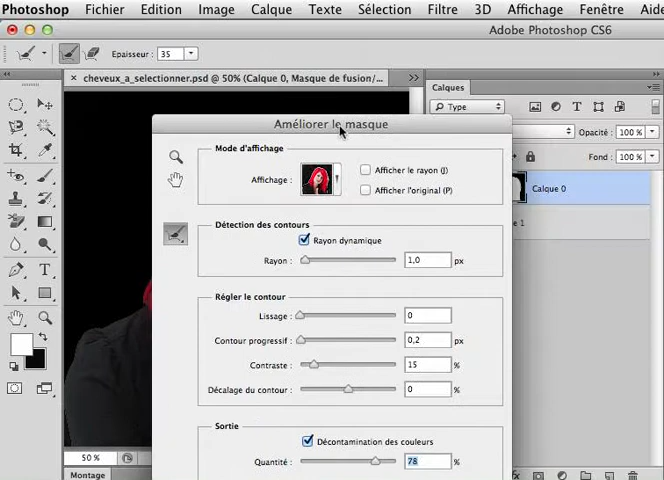 Photoshop Fichier Edition Image Calque Texte Sélection Filtre 3D Affichage Fenêtre Aide
Adobe Photoshop CS6
Epaisseur : 35
cheveux_a_selectionner.psd @ 50% (Calque 0, Masque de fusion/...
Calques
Type
Opacité : 100 %
Fond : 100 %
Calque 0
1
Améliorer le masque
Mode d'affichage
Affichage :
Afficher le rayon (J)
Afficher l'original (P)
Détection des contours
Rayon dynamique
Rayon : 1,0 px
Régler le contour
Lissage : 0
Contour progressif : 0,2 px
Contraste : 15 %
Décalage du contour : 0 %
Sortie
Décontamination des couleurs
Quantité : 78 %
50 %
Montage
fx